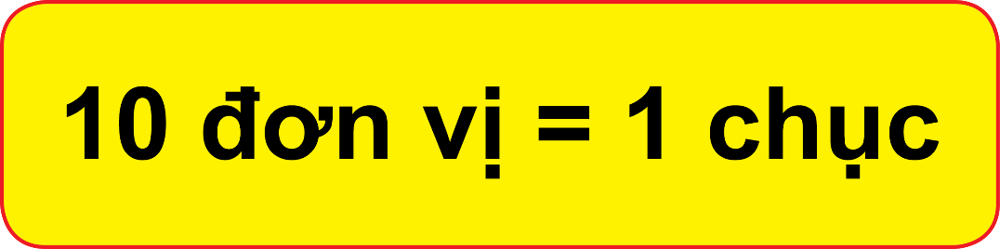 10 đơn vị = 1 chục